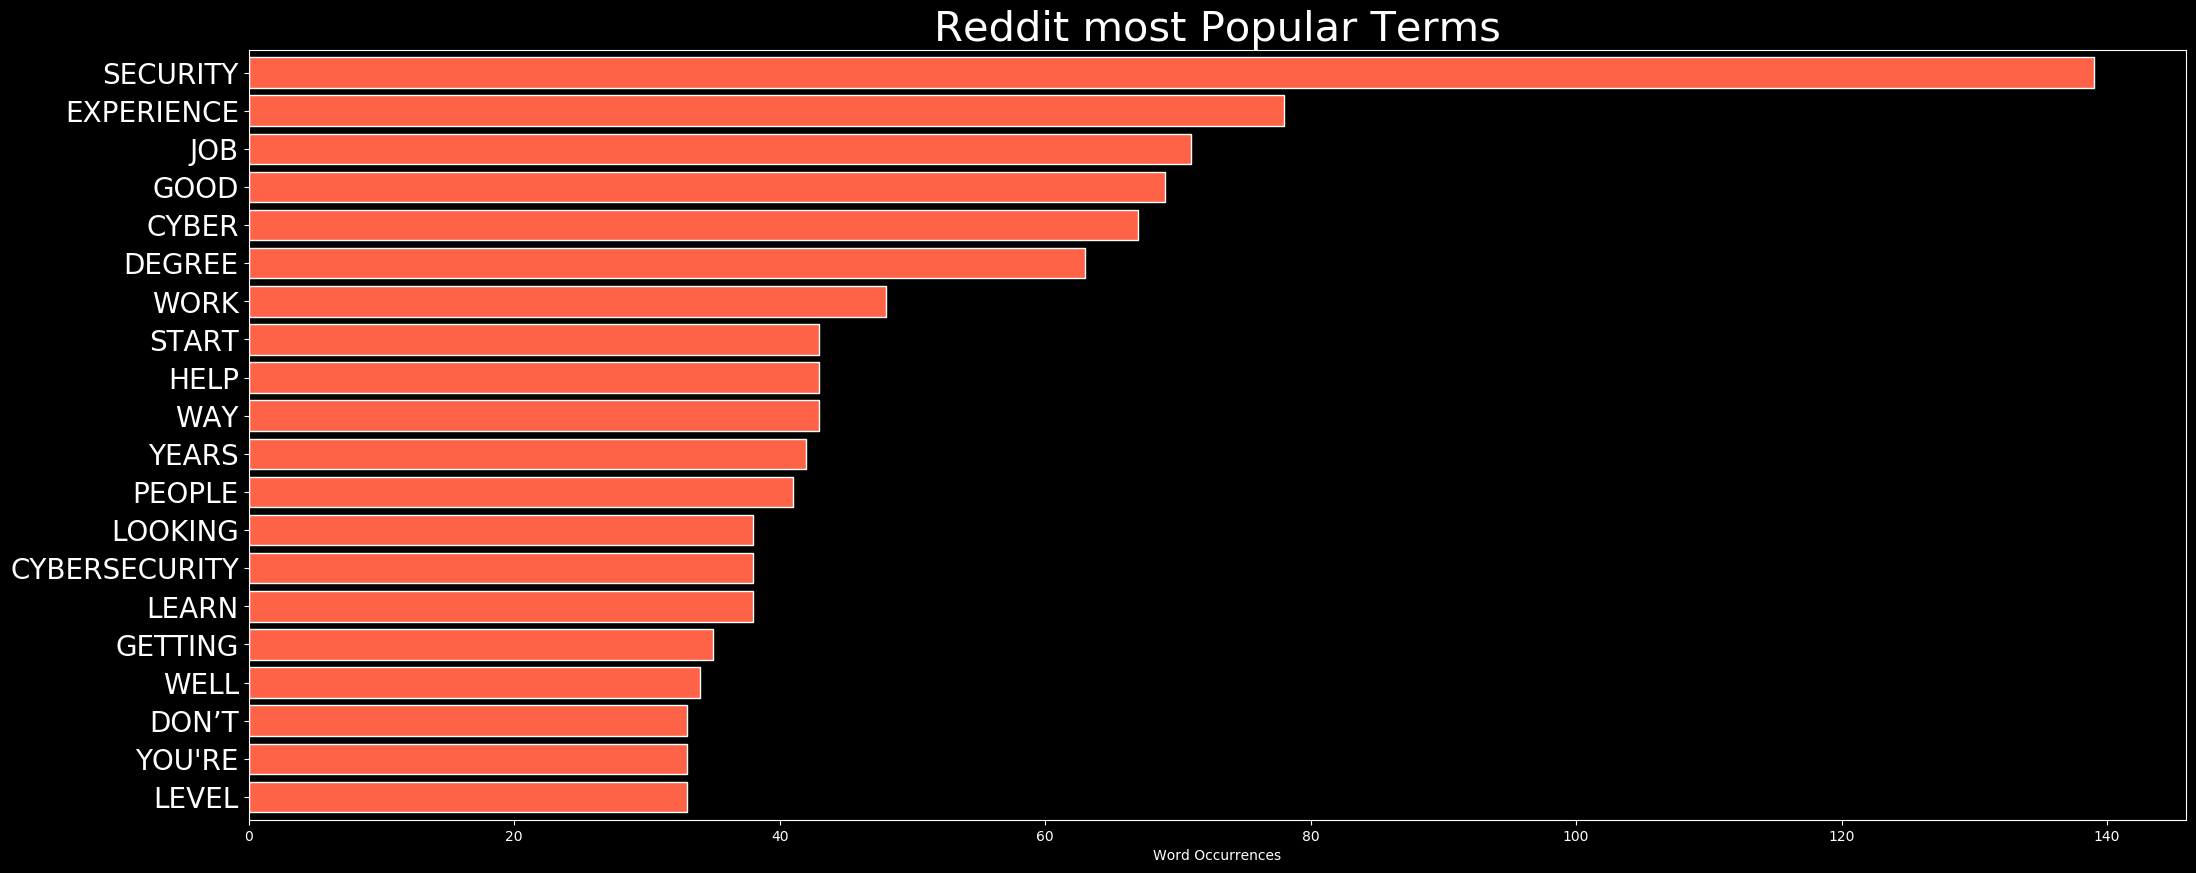 Reddit most Popular Terms
SECURITY
EXPERIENCE
JOB
GOOD
CYBER
DEGREE
WORK
START
HELP
WAY
YEARS
PEOPLE
LOOKING
CYBERSECURITY
LEARN
GETTING
WELL
DON’T
YOU'RE
LEVEL
0 20 40 60 80 100 120 140
Word Occurrences